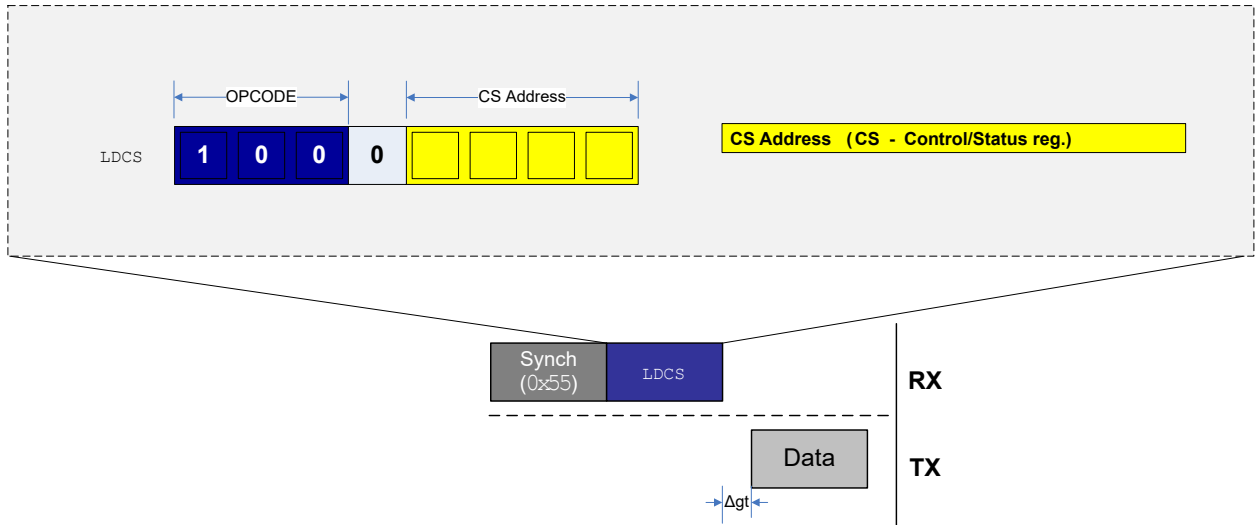 OPCODE CS Address
LDCS 1 0 0 0
CS Address (CS - Control/Status reg.)
Synch
(0x55)
LDCS
RX
Data
TX
Δgt